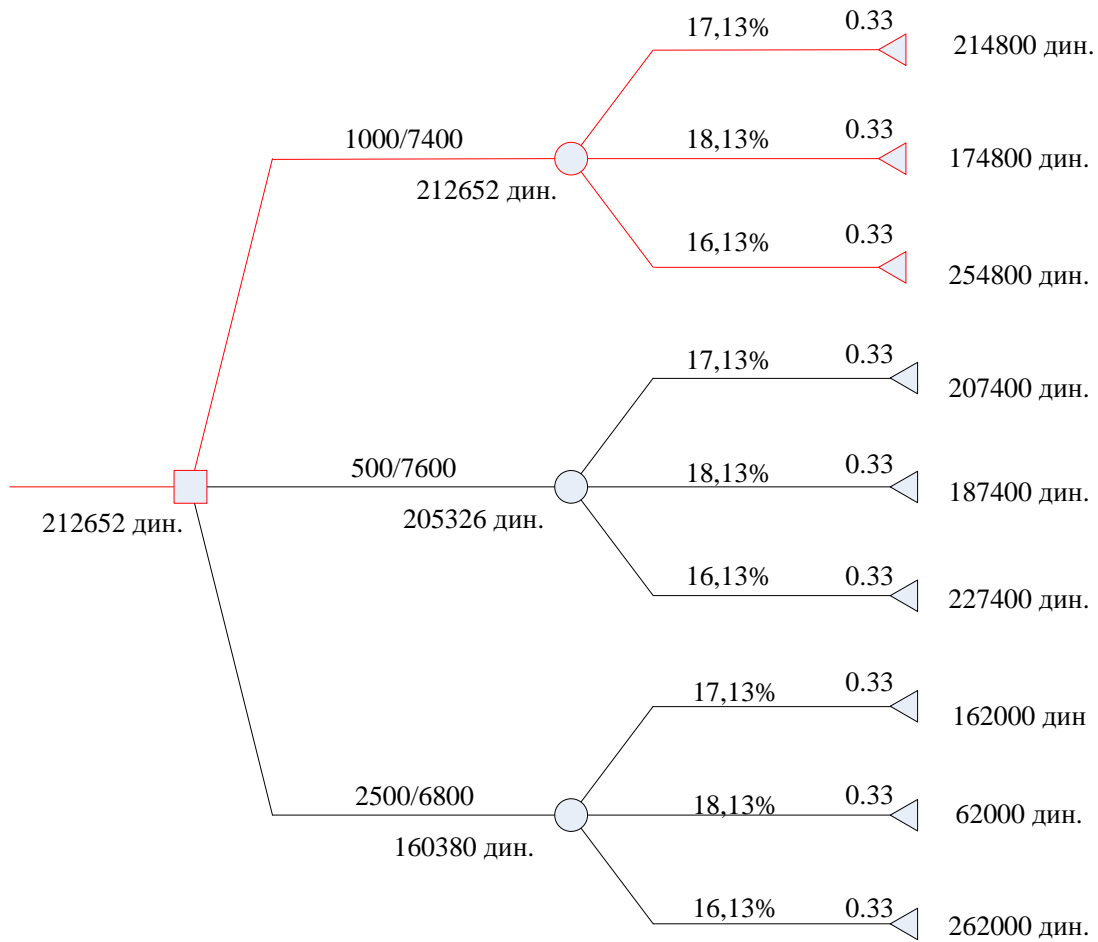 17,13%
0.33
214800 дин.
1000/7400
18,13%
0.33
174800 дин.
212652 дин.
16,13%
0.33
254800 дин.
17,13%
0.33
207400 дин.
500/7600
18,13%
0.33
187400 дин.
212652 дин.
205326 дин.
16,13%
0.33
227400 дин.
17,13%
0.33
162000 дин
2500/6800
18,13%
0.33
62000 дин.
160380 дин.
16,13%
0.33
262000 дин.